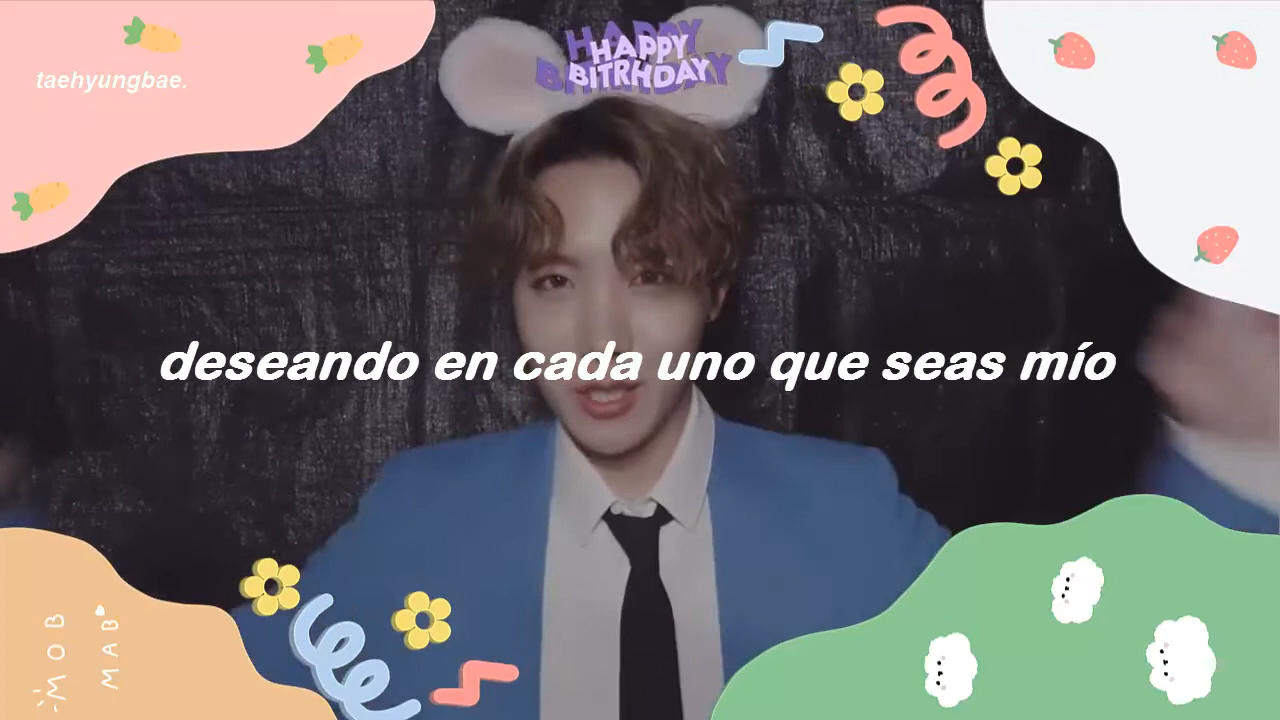 HAPPY
BITRHDAY
taehyungbae.
deseando en cada uno que seas mío
MOB
MAB